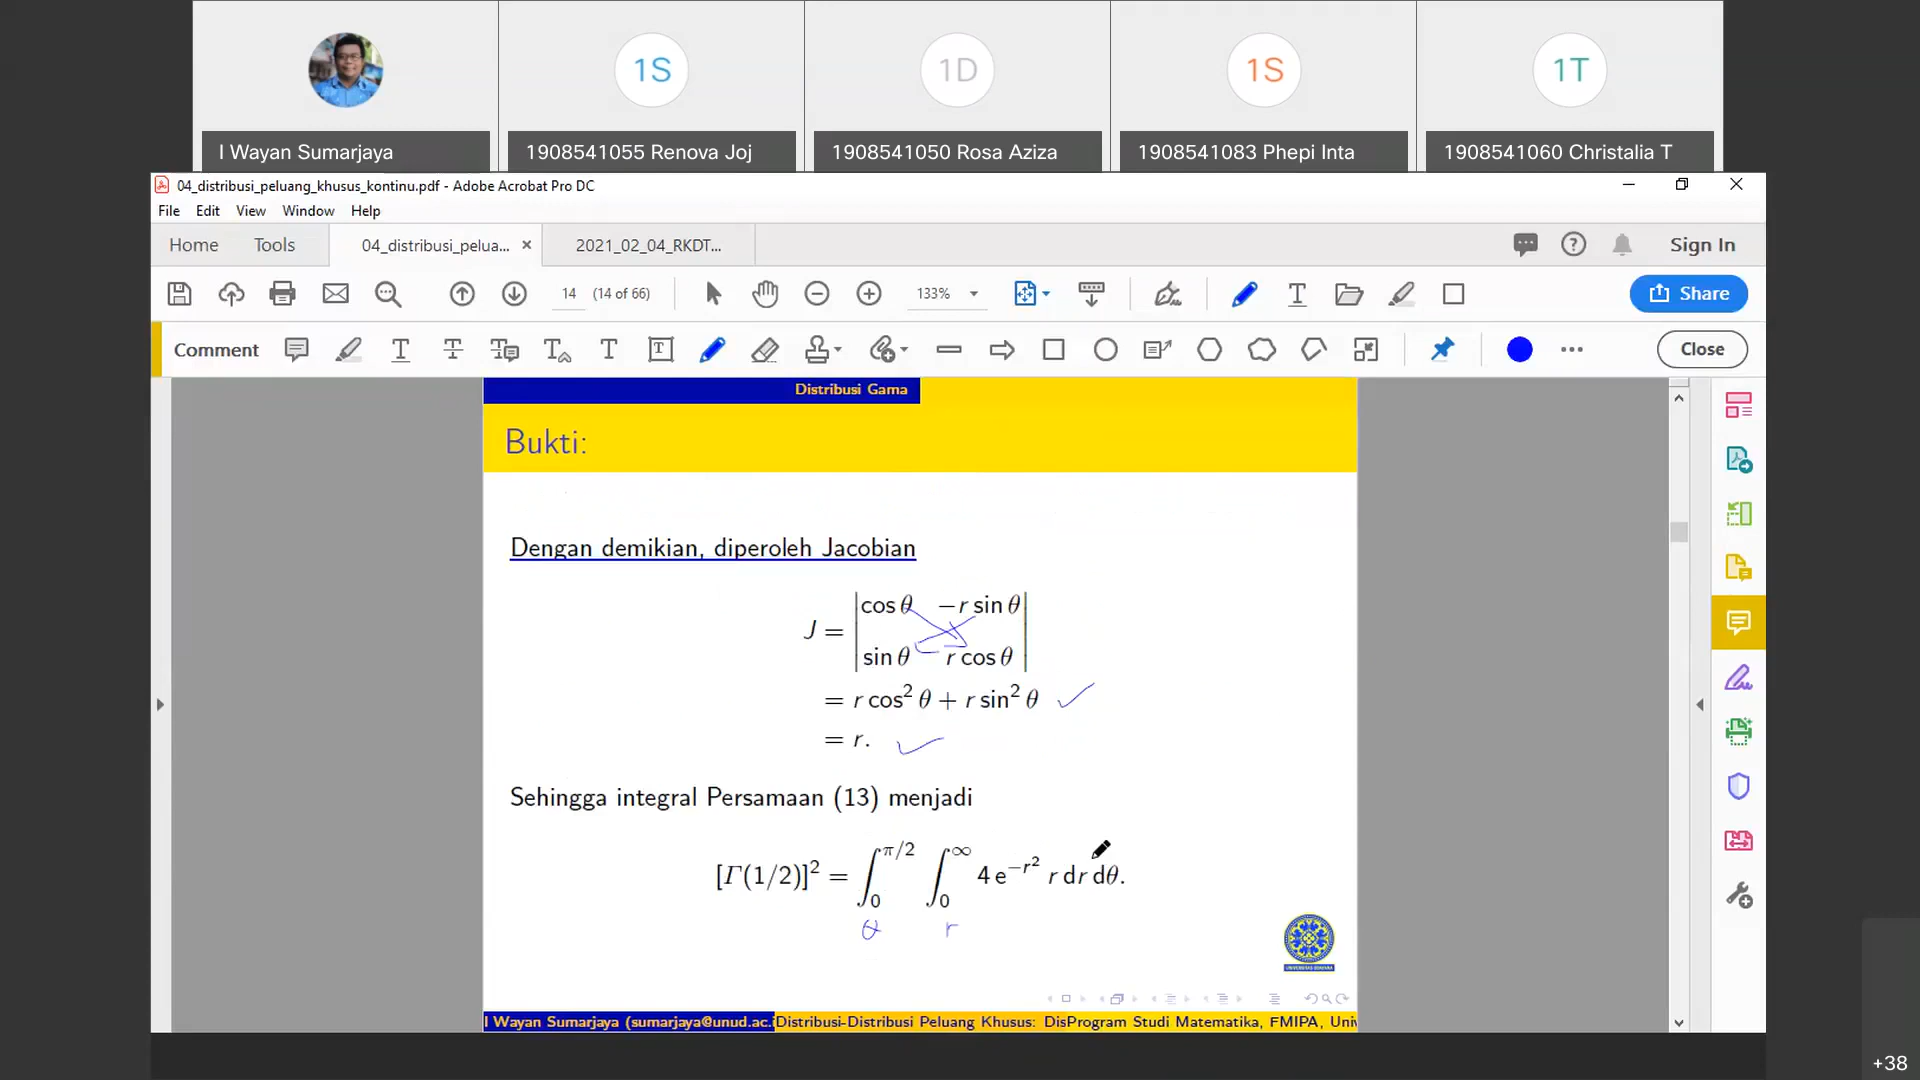 1S
1D
1S
1T
I Wayan Sumarjaya
1908541055 Renova Joj
1908541050 Rosa Aziza
1908541083 Phepi Inta
1908541060 Christalia T
04_distribusi_peluang_khusus_kontinu.pdf - Adobe Acrobat Pro DC
File Edit View Window Help
Home Tools 04_distribusi_pelua... × 2021_02_04_RKDT... Sign In
14 (14 of 66) 133% Share
Comment Close
Distribusi Gama
Bukti:
Dengan demikian, diperoleh Jacobian
J = |cos θ −r sin θ|
|sin θ r cos θ|
= r cos² θ + r sin² θ ✓
= r. ✓
Sehingga integral Persamaan (13) menjadi
[Γ(1/2)]² = ∫₀^{π/2} ∫₀^∞ 4 e^{−r²} r dr dθ.
θ r
UNIVERSITAS UDAYANA
I Wayan Sumarjaya (sumarjaya@unud.ac.i Distribusi-Distribusi Peluang Khusus: Dis Program Studi Matematika, FMIPA, Univ
+38